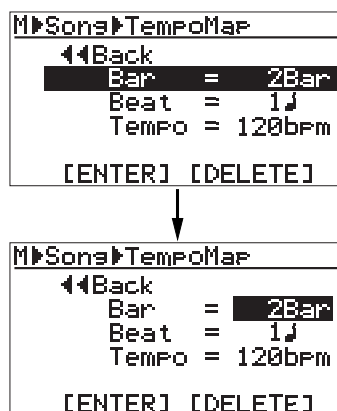 M▶Song▶TempoMap
◀◀Back
Bar = 2Bar
Beat = 1♩
Tempo = 120bpm
[ENTER] [DELETE]
M▶Song▶TempoMap
◀◀Back
Bar = 2Bar
Beat = 1♩
Tempo = 120bpm
[ENTER] [DELETE]